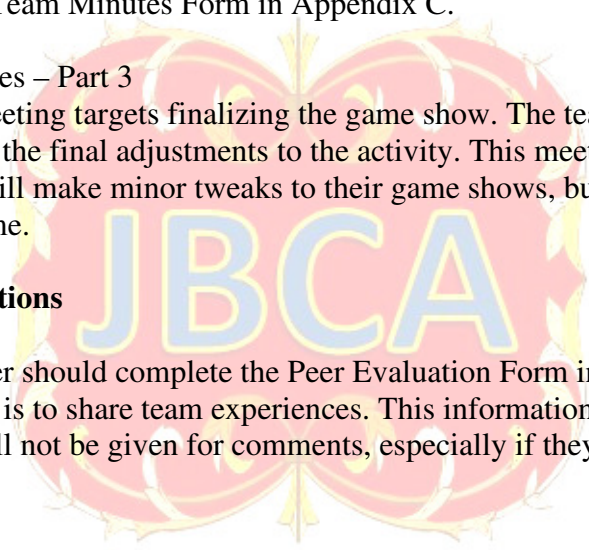 Team Minutes Form in Appendix C.
es – Part 3
eeting targets finalizing the game show. The tea
the final adjustments to the activity. This meet
ill make minor tweaks to their game shows, bu
ne.
JBCA
tions
er should complete the Peer Evaluation Form in
is to share team experiences. This information
ll not be given for comments, especially if they